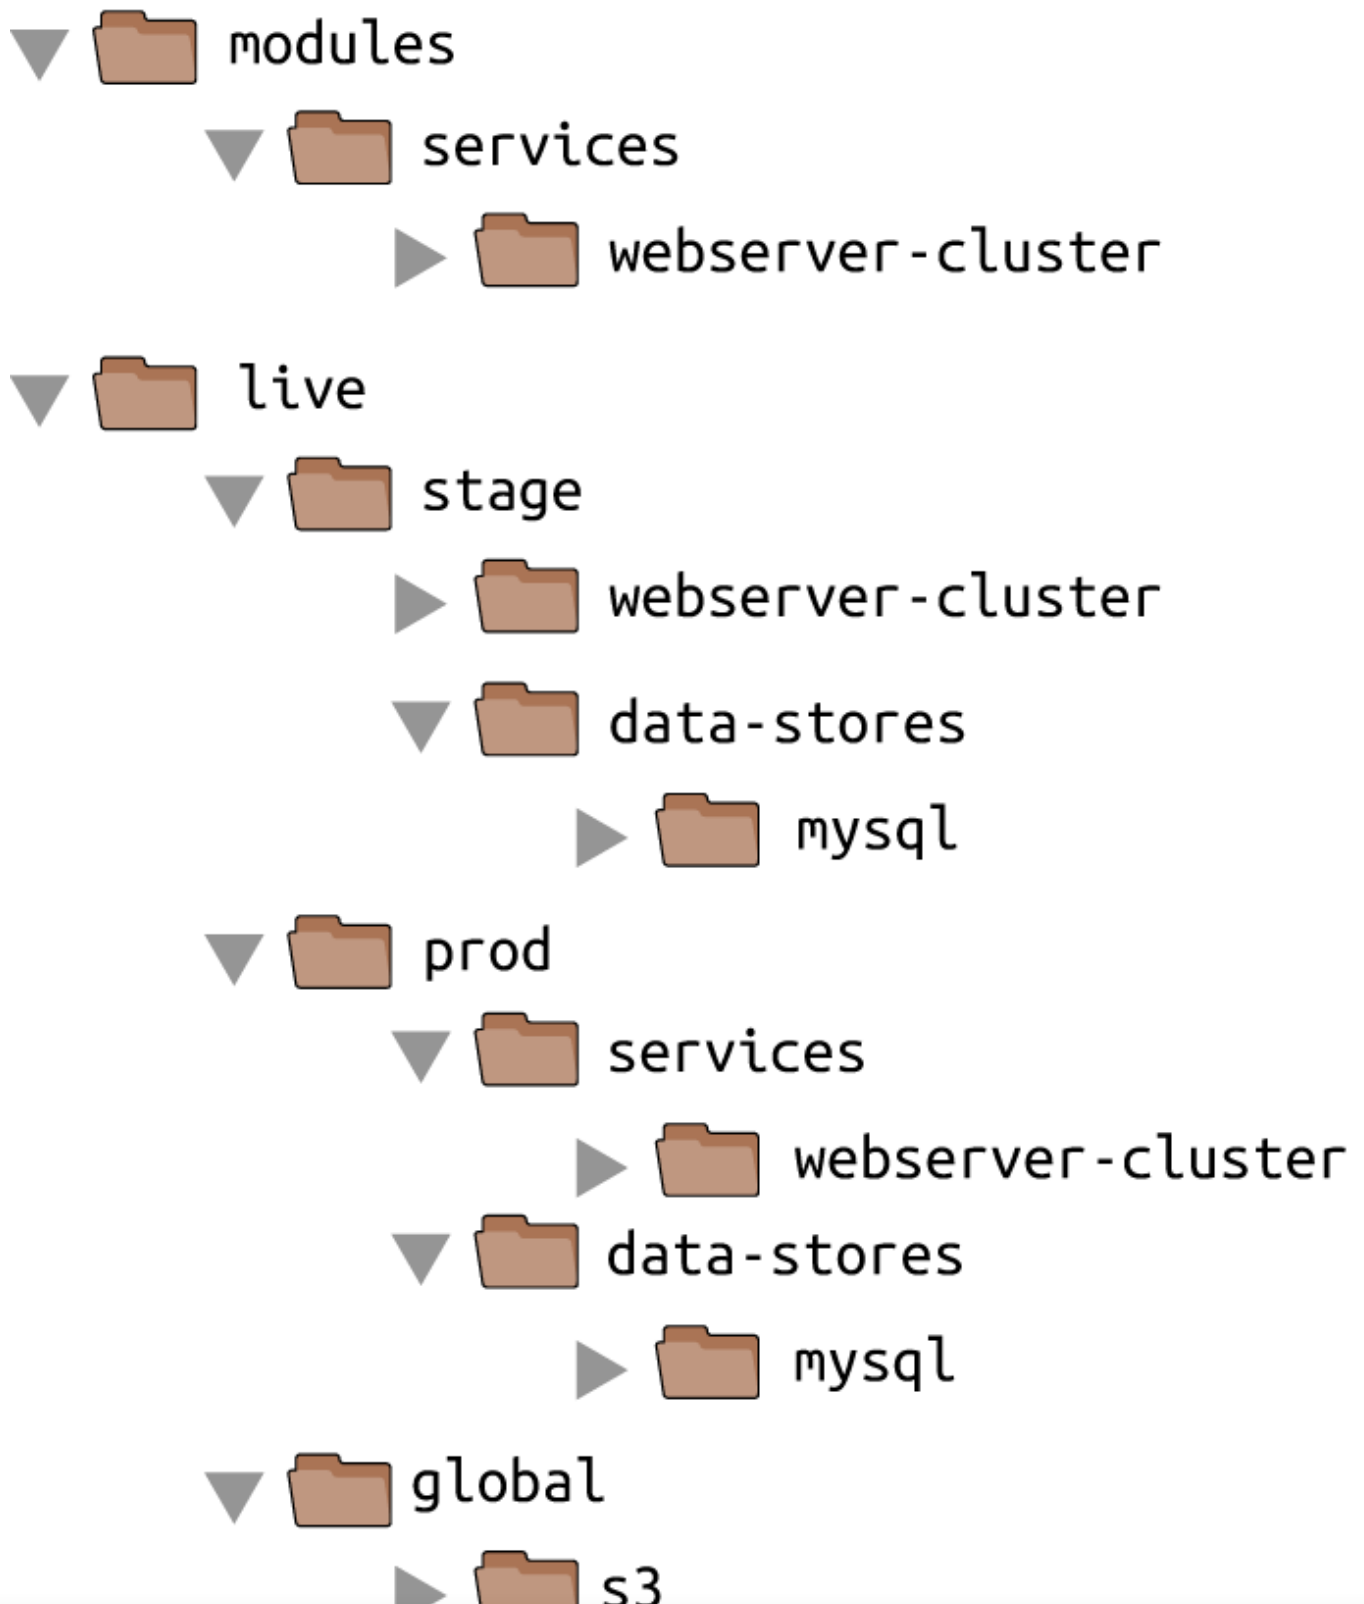 modules
services
webserver-cluster
live
stage
webserver-cluster
data-stores
mysql
prod
services
webserver-cluster
data-stores
mysql
global
s3